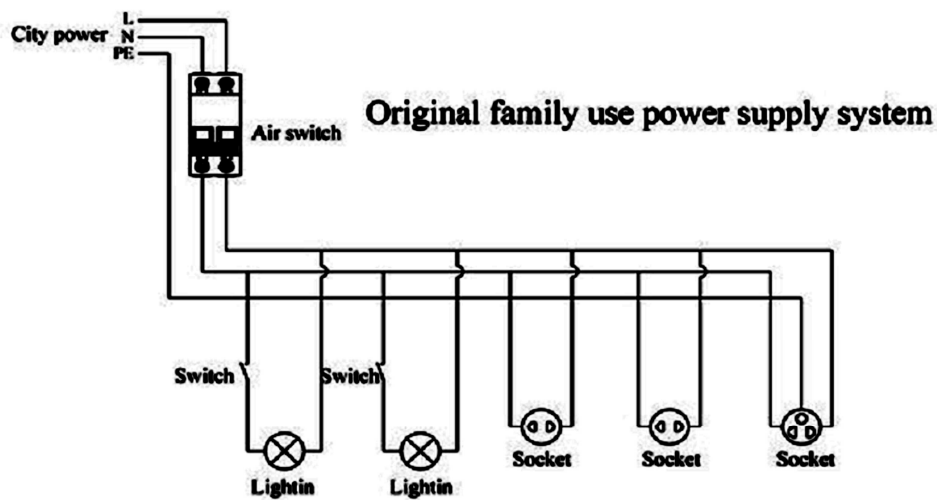 L
City power N
PE
Air switch
Original family use power supply system
Switch
Switch
Lightin
Lightin
Socket
Socket
Socket